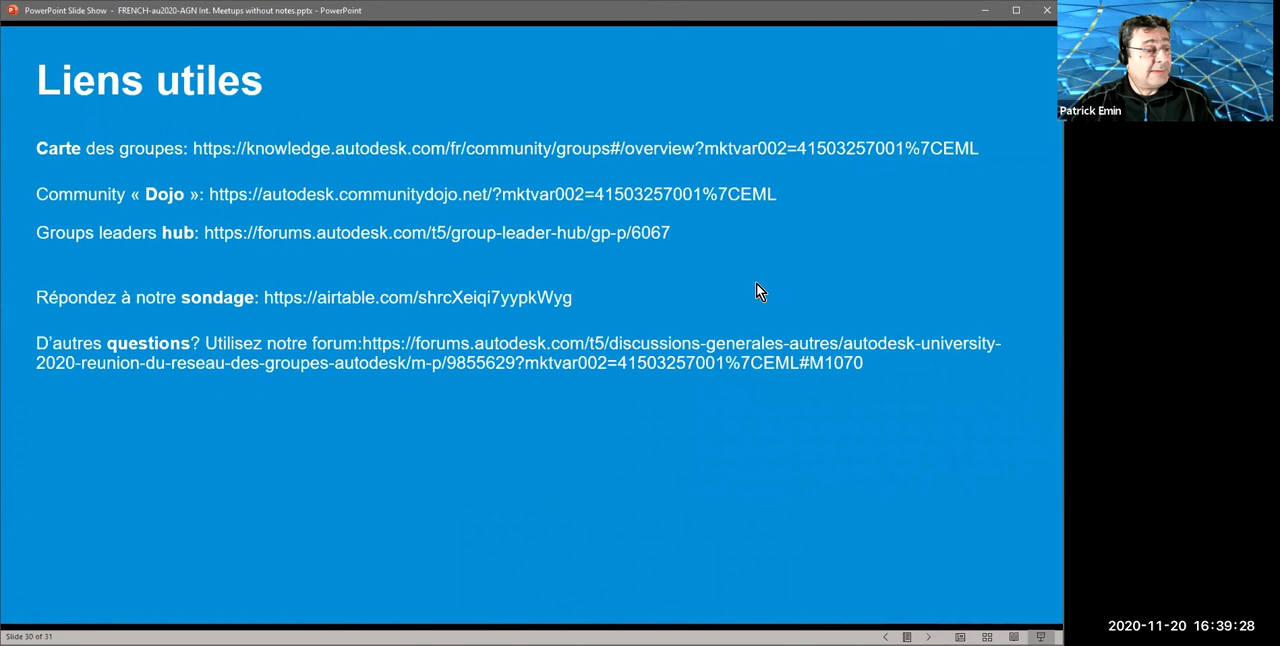 PowerPoint Slide Show - FRENCH-au2020-AGN Int. Meetups without notes.pptx - PowerPoint
Patrick Emin
Liens utiles
Carte des groupes: https://knowledge.autodesk.com/fr/community/groups#/overview?mktvar002=41503257001%7CEML
Community « Dojo »: https://autodesk.communitydojo.net/?mktvar002=41503257001%7CEML
Groups leaders hub: https://forums.autodesk.com/t5/group-leader-hub/gp-p/6067
Répondez à notre sondage: https://airtable.com/shrcXeiqi7yypkWyg
D'autres questions? Utilisez notre forum:https://forums.autodesk.com/t5/discussions-generales-autres/autodesk-university-
2020-reunion-du-reseau-des-groupes-autodesk/m-p/9855629?mktvar002=41503257001%7CEML#M1070
2020-11-20 16:39:28
Slide 30 of 31